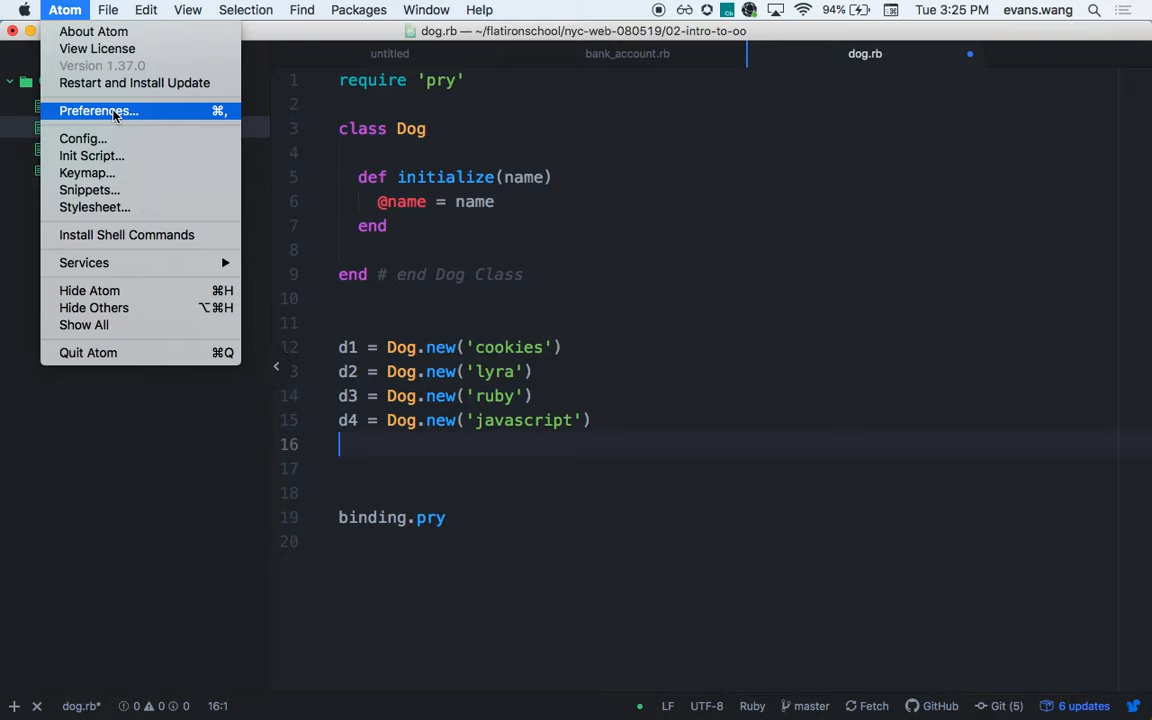 Atom File Edit View Selection Find Packages Window Help 94% Tue 3:25 PM evans.wang
dog.rb — ~/flatironschool/nyc-web-080519/02-intro-to-oo
untitled bank_account.rb dog.rb
About Atom
View License
Version 1.37.0
Restart and Install Update
Preferences... ⌘,
Config...
Init Script...
Keymap...
Snippets...
Stylesheet...
Install Shell Commands
Services
Hide Atom ⌘H
Hide Others ⌥⌘H
Show All
Quit Atom ⌘Q
1 require 'pry'
2
3 class Dog
4
5 def initialize(name)
6 @name = name
7 end
8
9 end # end Dog Class
10
11
12 d1 = Dog.new('cookies')
3 d2 = Dog.new('lyra')
14 d3 = Dog.new('ruby')
15 d4 = Dog.new('javascript')
16
17
18
19 binding.pry
20
dog.rb* 0 0 0 16:1 LF UTF-8 Ruby master Fetch GitHub Git (5) 6 updates